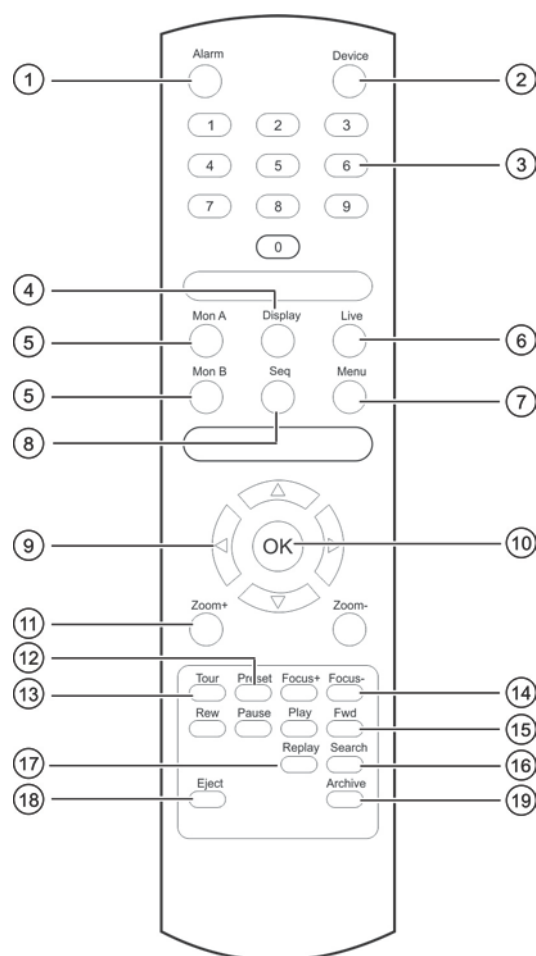 Alarm Device
1 2
1 2 3
4 5 6 3
7 8 9
0
4
Mon A Display Live
5 6
Mon B Seq Menu
5 7
8
9 OK 10
Zoom+ Zoom-
11
12
Tour Preset Focus+ Focus-
13 14
Rew Pause Play Fwd
15
Replay Search
17 16
Eject Archive
18 19